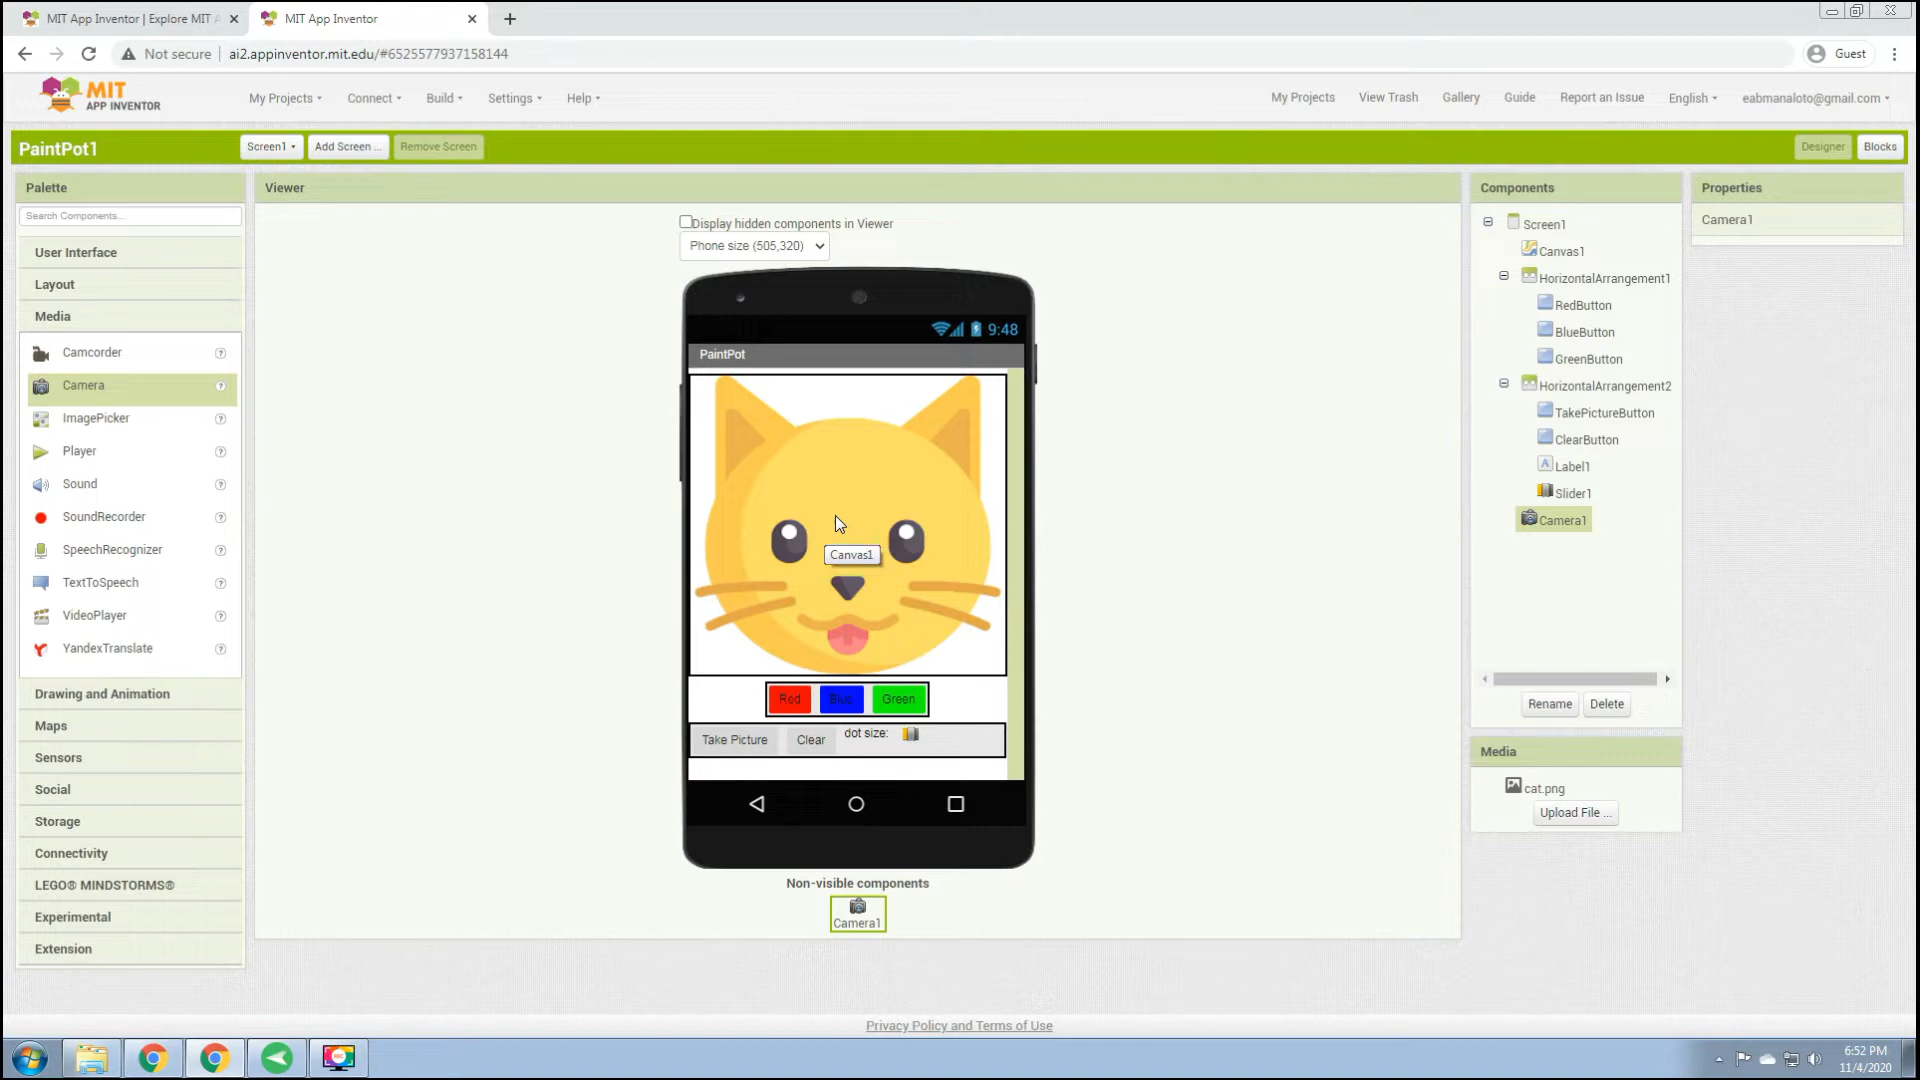 MIT App Inventor | Explore MIT A
MIT App Inventor
Not secure
ai2.appinventor.mit.edu/#6525577937158144
Guest
MIT
APP INVENTOR
My Projects
Connect
Build
Settings
Help
My Projects
View Trash
Gallery
Guide
Report an Issue
English
eabmanaloto@gmail.com
PaintPot1
Screen1
Add Screen ...
Remove Screen
Designer
Blocks
Palette
Search Components...
User Interface
Layout
Media
Camcorder
Camera
ImagePicker
Player
Sound
SoundRecorder
SpeechRecognizer
TextToSpeech
VideoPlayer
YandexTranslate
Drawing and Animation
Maps
Sensors
Social
Storage
Connectivity
LEGO® MINDSTORMS®
Experimental
Extension
Viewer
Display hidden components in Viewer
Phone size (505,320)
9:48
PaintPot
Canvas1
Red
Blue
Green
Take Picture
Clear
dot size:
Non-visible components
Camera1
Components
Screen1
Canvas1
HorizontalArrangement1
RedButton
BlueButton
GreenButton
HorizontalArrangement2
TakePictureButton
ClearButton
Label1
Slider1
Camera1
Rename
Delete
Media
cat.png
Upload File ...
Properties
Camera1
Privacy Policy and Terms of Use
6:52 PM
11/4/2020